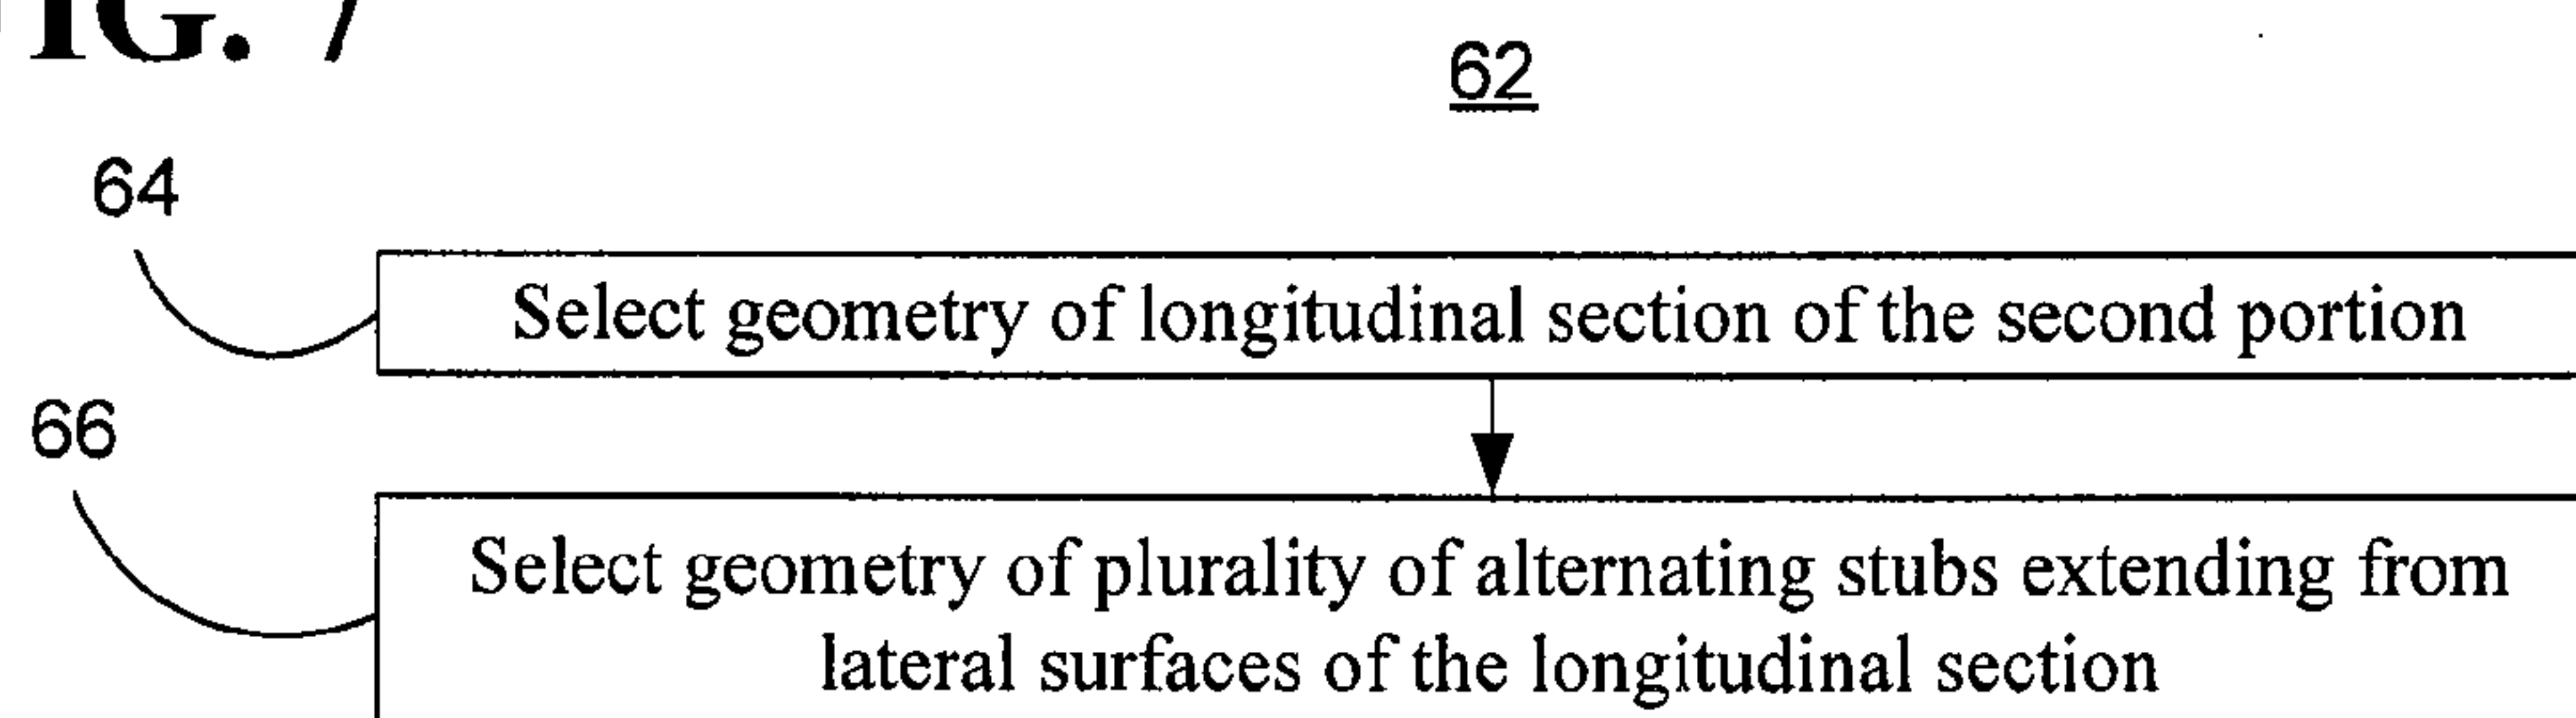 FIG. 7
62
64
Select geometry of longitudinal section of the second portion
66
Select geometry of plurality of alternating stubs extending from
lateral surfaces of the longitudinal section